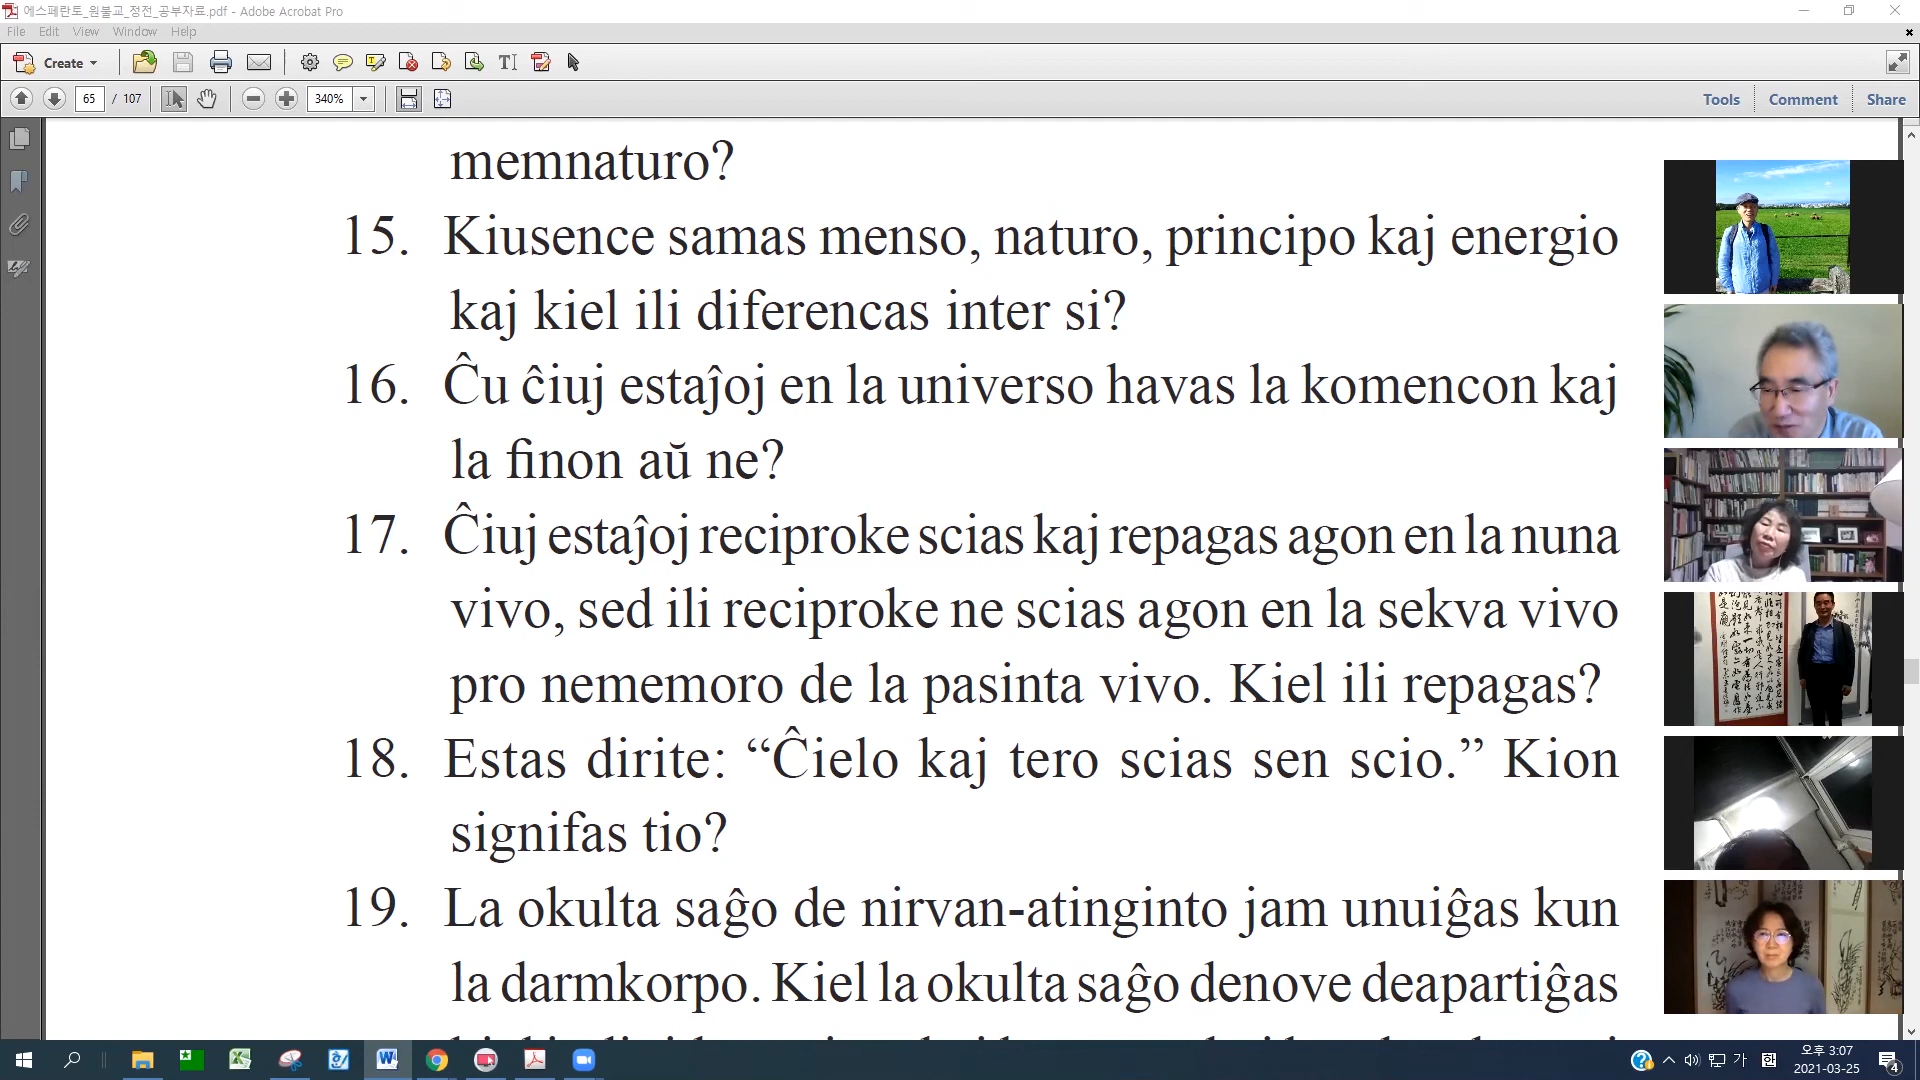 에스페란토_원불교_정전_공부자료.pdf - Adobe Acrobat Pro
File Edit View Window Help
Create
65 / 107 340% Tools Comment Share
memnaturo?
15. Kiusence samas menso, naturo, principo kaj energio
kaj kiel ili diferencas inter si?
16. Ĉu ĉiuj estaĵoj en la universo havas la komencon kaj
la finon aŭ ne?
17. Ĉiuj estaĵoj reciproke scias kaj repagas agon en la nuna
vivo, sed ili reciproke ne scias agon en la sekva vivo
pro nememoro de la pasinta vivo. Kiel ili repagas?
18. Estas dirite: “Ĉielo kaj tero scias sen scio.” Kion
signifas tio?
19. La okulta saĝo de nirvan-atinginto jam unuiĝas kun
la darmkorpo. Kiel la okulta saĝo denove deapartiĝas
가 한 오후 3:07
2021-03-25
4